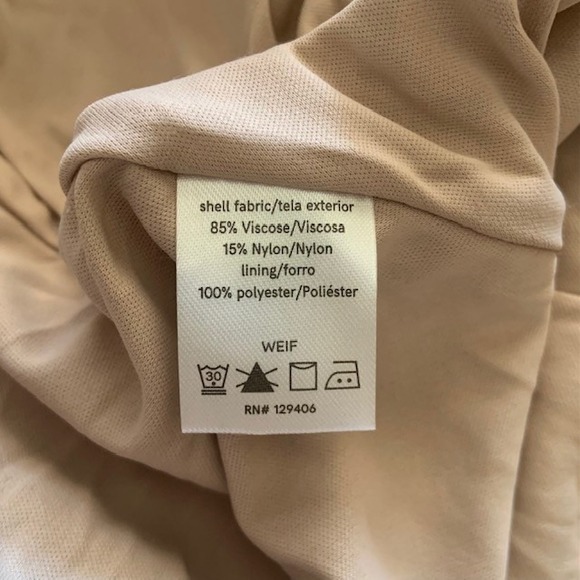 shell fabric/tela exterior
85% Viscose/Viscosa
15% Nylon/Nylon
lining/forro
100% polyester/Poliéster
WEIF
30
RN# 129406